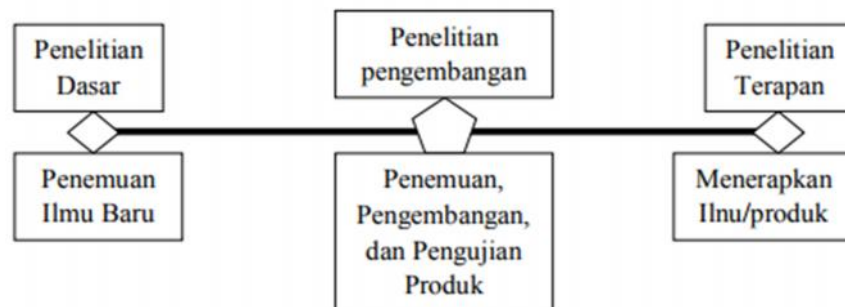 Penelitian
Dasar
Penelitian
pengembangan
Penelitian
Terapan
Penemuan
Ilmu Baru
Penemuan,
Pengembangan,
dan Pengujian
Produk
Menerapkan
Ilnu/produk